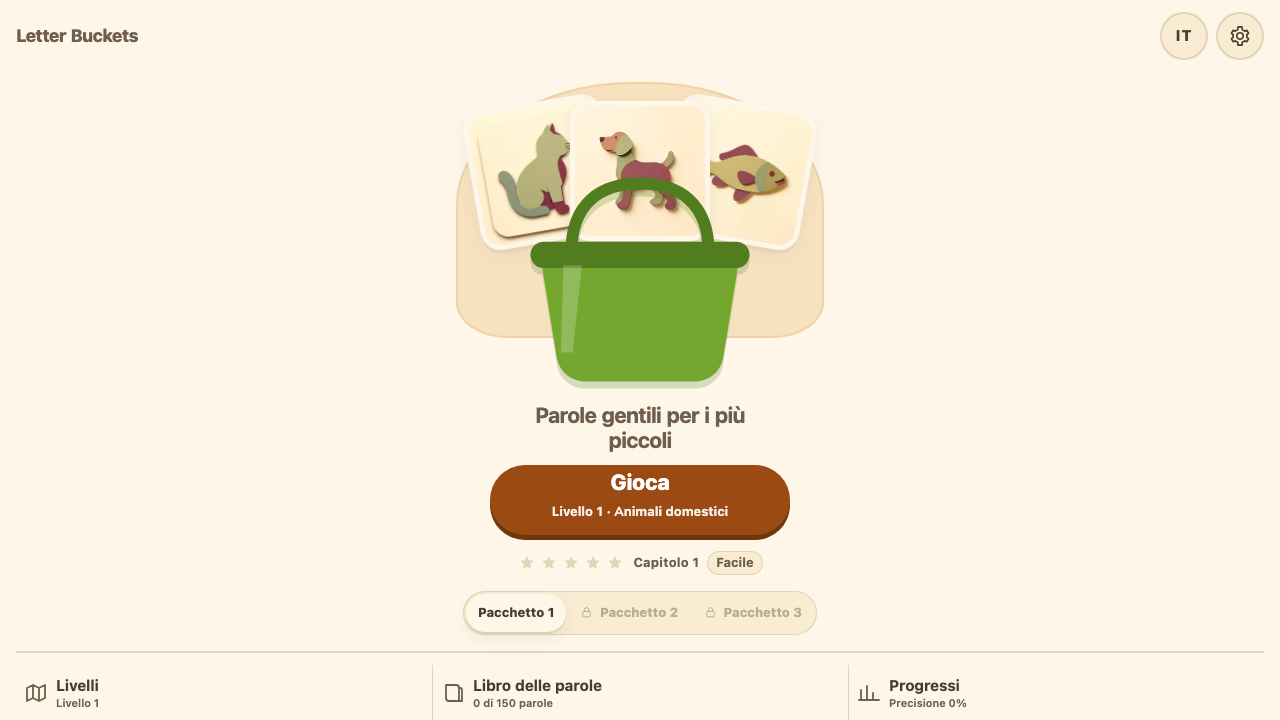 Letter Buckets
IT
Parole gentili per i più
piccoli
Gioca
Livello 1 · Animali domestici
Capitolo 1
Facile
Pacchetto 1
Pacchetto 2
Pacchetto 3
Livelli
Livello 1
Libro delle parole
0 di 150 parole
Progressi
Precisione 0%